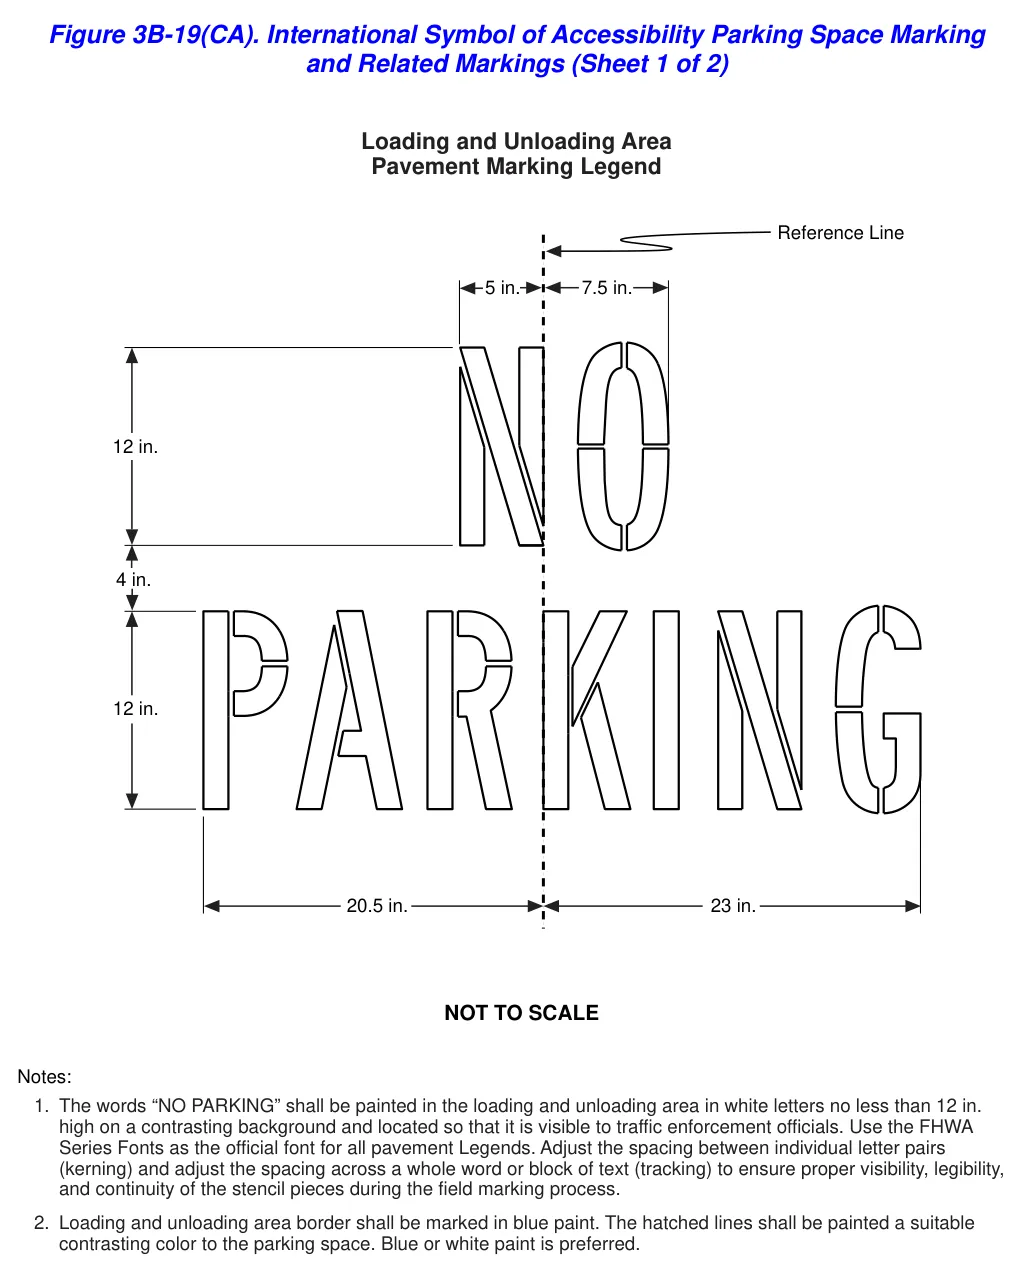 Figure 3B-19(CA). International Symbol of Accessibility Parking Space Marking
and Related Markings (Sheet 1 of 2)
Loading and Unloading Area
Pavement Marking Legend
Reference Line
5 in.
7.5 in.
NO
12 in.
4 in.
PARKING
12 in.
20.5 in.
23 in.
NOT TO SCALE
Notes:
1. The words “NO PARKING” shall be painted in the loading and unloading area in white letters no less than 12 in.
high on a contrasting background and located so that it is visible to traffic enforcement officials. Use the FHWA
Series Fonts as the official font for all pavement Legends. Adjust the spacing between individual letter pairs
(kerning) and adjust the spacing across a whole word or block of text (tracking) to ensure proper visibility, legibility,
and continuity of the stencil pieces during the field marking process.
2. Loading and unloading area border shall be marked in blue paint. The hatched lines shall be painted a suitable
contrasting color to the parking space. Blue or white paint is preferred.